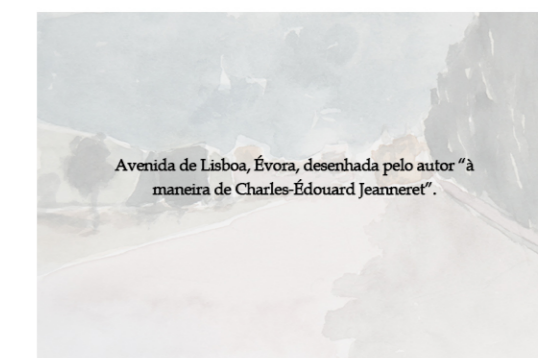 Avenida de Lisboa, Évora, desenhada pelo autor “à
maneira de Charles-Édouard Jeanneret”.